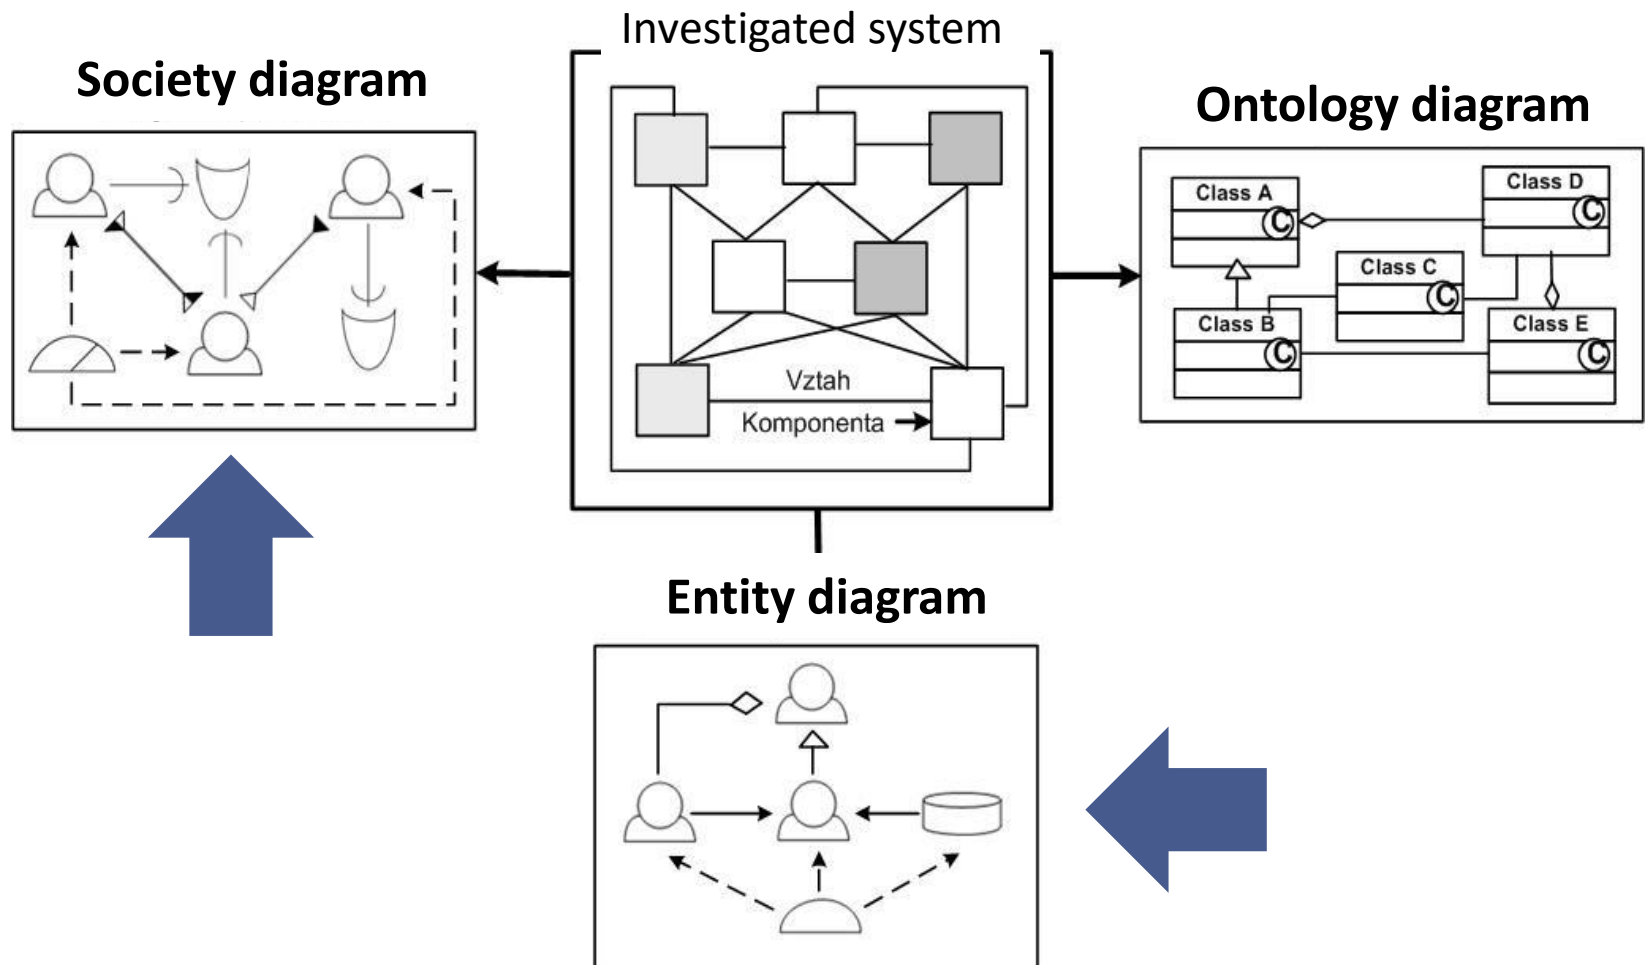 Investigated system
Society diagram
Ontology diagram
Class A
C
Class D
C
Class C
C
Class B
C
Class E
C
Vztah
Komponenta
Entity diagram